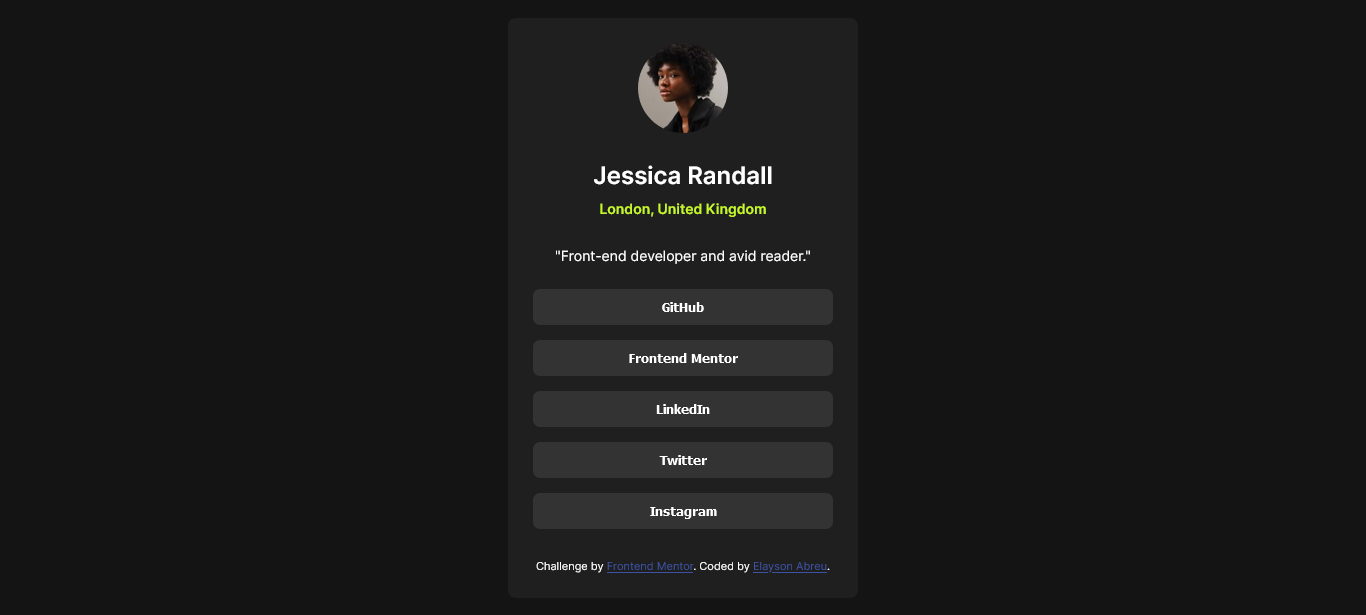 Jessica Randall
London, United Kingdom
"Front-end developer and avid reader."
GitHub
Frontend Mentor
LinkedIn
Twitter
Instagram
Challenge by Frontend Mentor. Coded by Elayson Abreu.